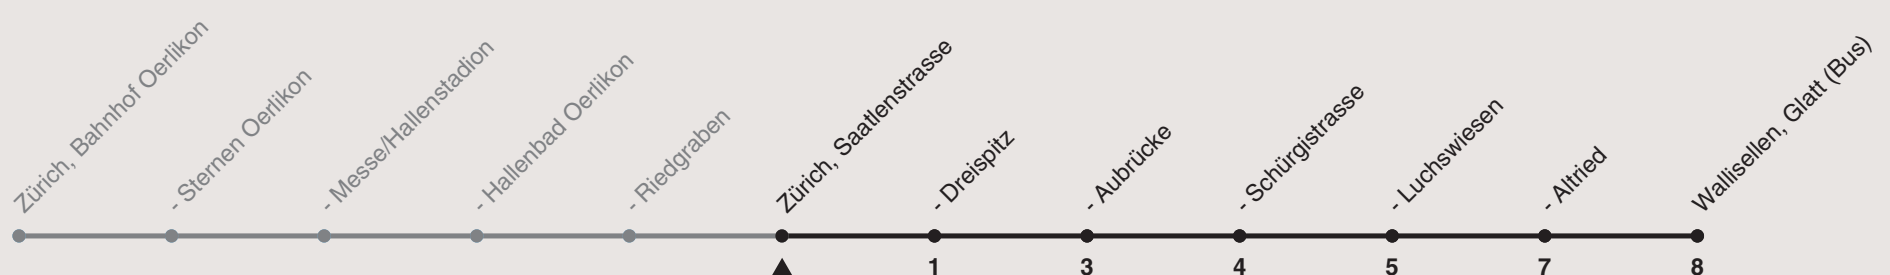 Zürich, Bahnhof Oerlikon
- Sternen Oerlikon
- Messe/Hallenstadion
- Hallenbad Oerlikon
- Riedgraben
Zürich, Saatlenstrasse
- Dreispitz
- Aubrücke
- Schürgistrasse
- Luchswiesen
- Altried
Wallisellen, Glatt (Bus)
1 3 4 5 7 8